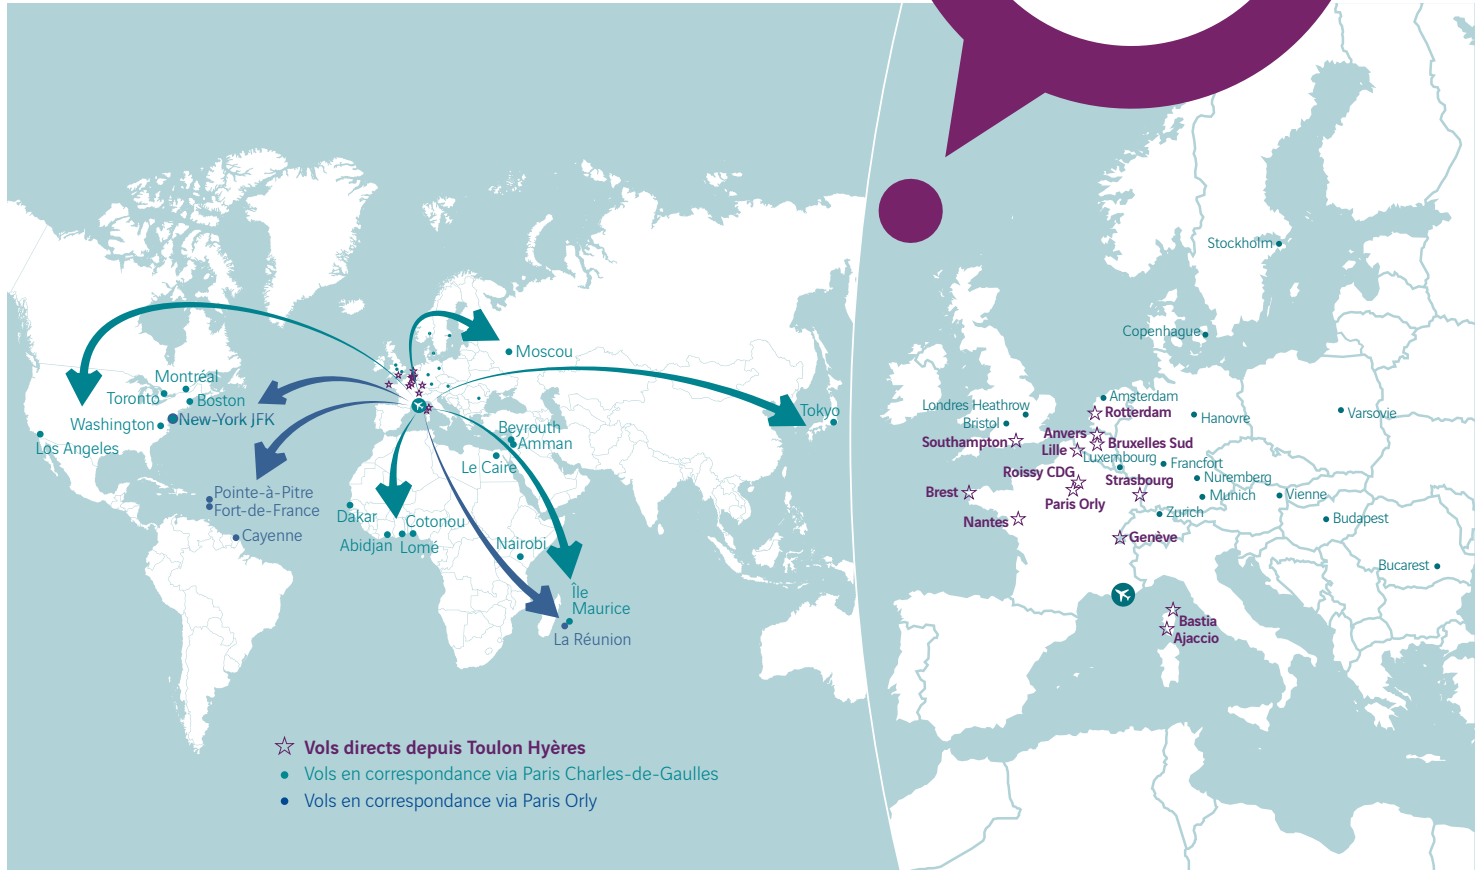 Moscou
Montréal
Toronto
Boston
Washington
New-York JFK
Los Angeles
Tokyo
Beyrouth
Amman
Le Caire
Pointe-à-Pitre
Fort-de-France
Cayenne
Dakar
Cotonou
Abidjan
Lomé
Nairobi
Île
Maurice
La Réunion
Vols directs depuis Toulon Hyères
Vols en correspondance via Paris Charles-de-Gaulles
Vols en correspondance via Paris Orly
Stockholm
Copenhague
Amsterdam
Londres Heathrow
Rotterdam
Hanovre
Varsovie
Bristol
Anvers
Southampton
Bruxelles Sud
Lille
Luxembourg
Francfort
Roissy CDG
Nuremberg
Strasbourg
Brest
Munich
Vienne
Paris Orly
Zurich
Nantes
Budapest
Genève
Bucarest
Bastia
Ajaccio